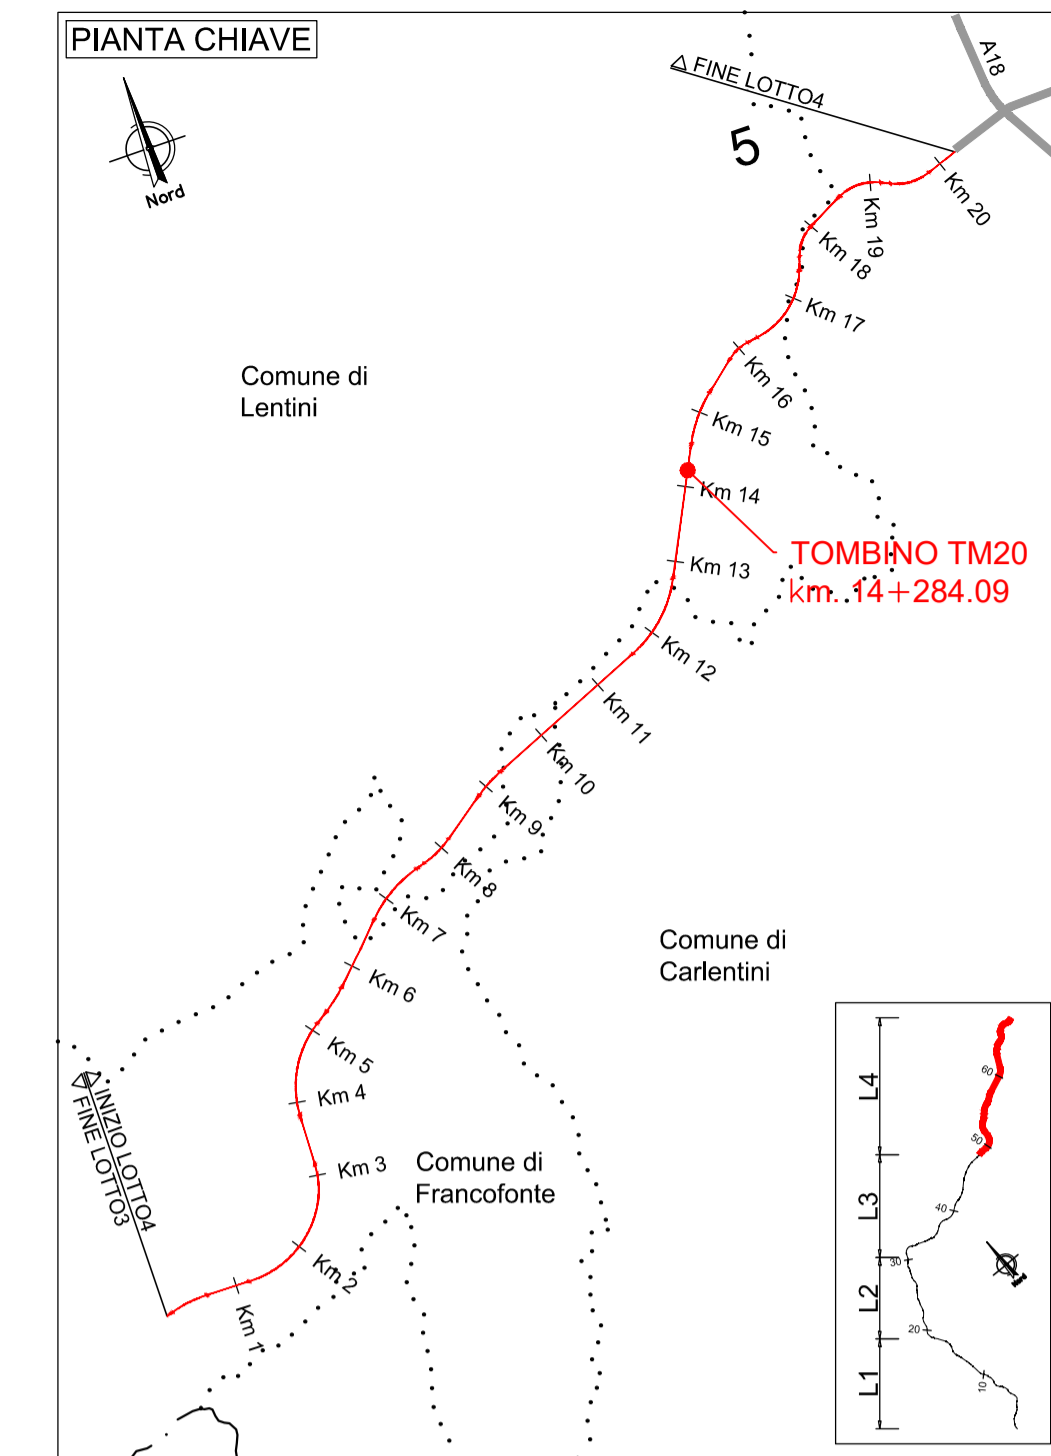 PIANTA CHIAVE
Nord
FINE LOTTO4
A18
5
Km 20
Km 19
Km 18
Km 17
Km 16
Km 15
Km 14
TOMBINO TM20
km. 14+284.09
Km 13
Km 12
Km 11
Km 10
Km 9
Km 8
Km 7
Km 6
Km 5
Km 4
Km 3
Km 2
Km 1
Comune di
Lentini
Comune di
Carlentini
Comune di
Francofonte
INIZIO LOTTO4
FINE LOTTO3
L4
L3
L2
L1
60
50
40
30
20
10